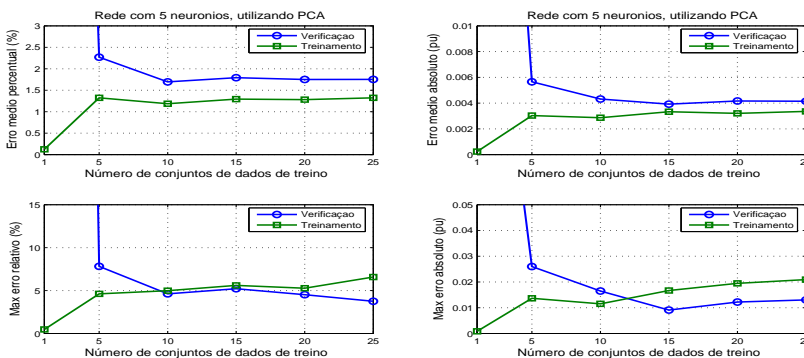 Rede com 5 neuronios, utilizando PCA
Erro medio percentual (%)
3
2.5
2
1.5
1
0.5
0
Verificaçao
Treinamento
1 5 10 15 20 25
Número de conjuntos de dados de treino
Rede com 5 neuronios, utilizando PCA
Erro medio absoluto (pu)
0.01
0.008
0.006
0.004
0.002
0
Verificaçao
Treinamento
1 5 10 15 20
Número de conjuntos de dados de treino
Max erro relativo (%)
15
10
5
0
Verificaçao
Treinamento
1 5 10 15 20 25
Número de conjuntos de dados de treino
Max erro absoluto (pu)
0.05
0.04
0.03
0.02
0.01
0
Verificaçao
Treinamento
1 5 10 15 20
Número de conjuntos de dados de treino